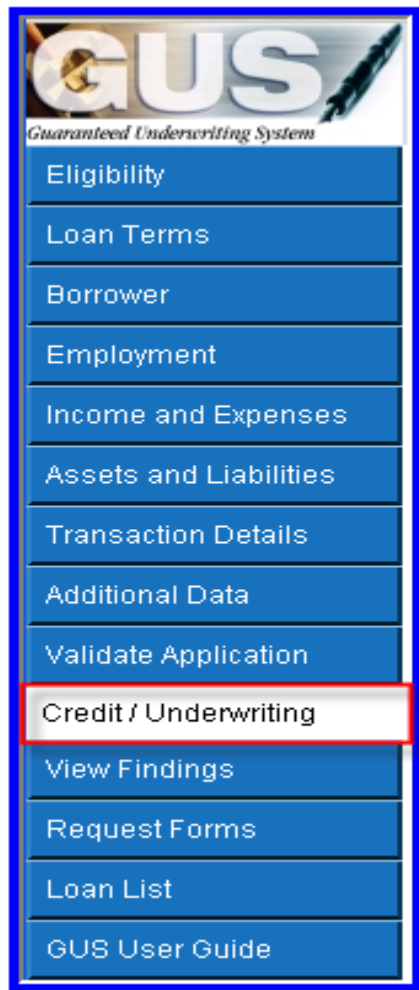 GUS
Guaranteed Underwriting System
Eligibility
Loan Terms
Borrower
Employment
Income and Expenses
Assets and Liabilities
Transaction Details
Additional Data
Validate Application
Credit / Underwriting
View Findings
Request Forms
Loan List
GUS User Guide